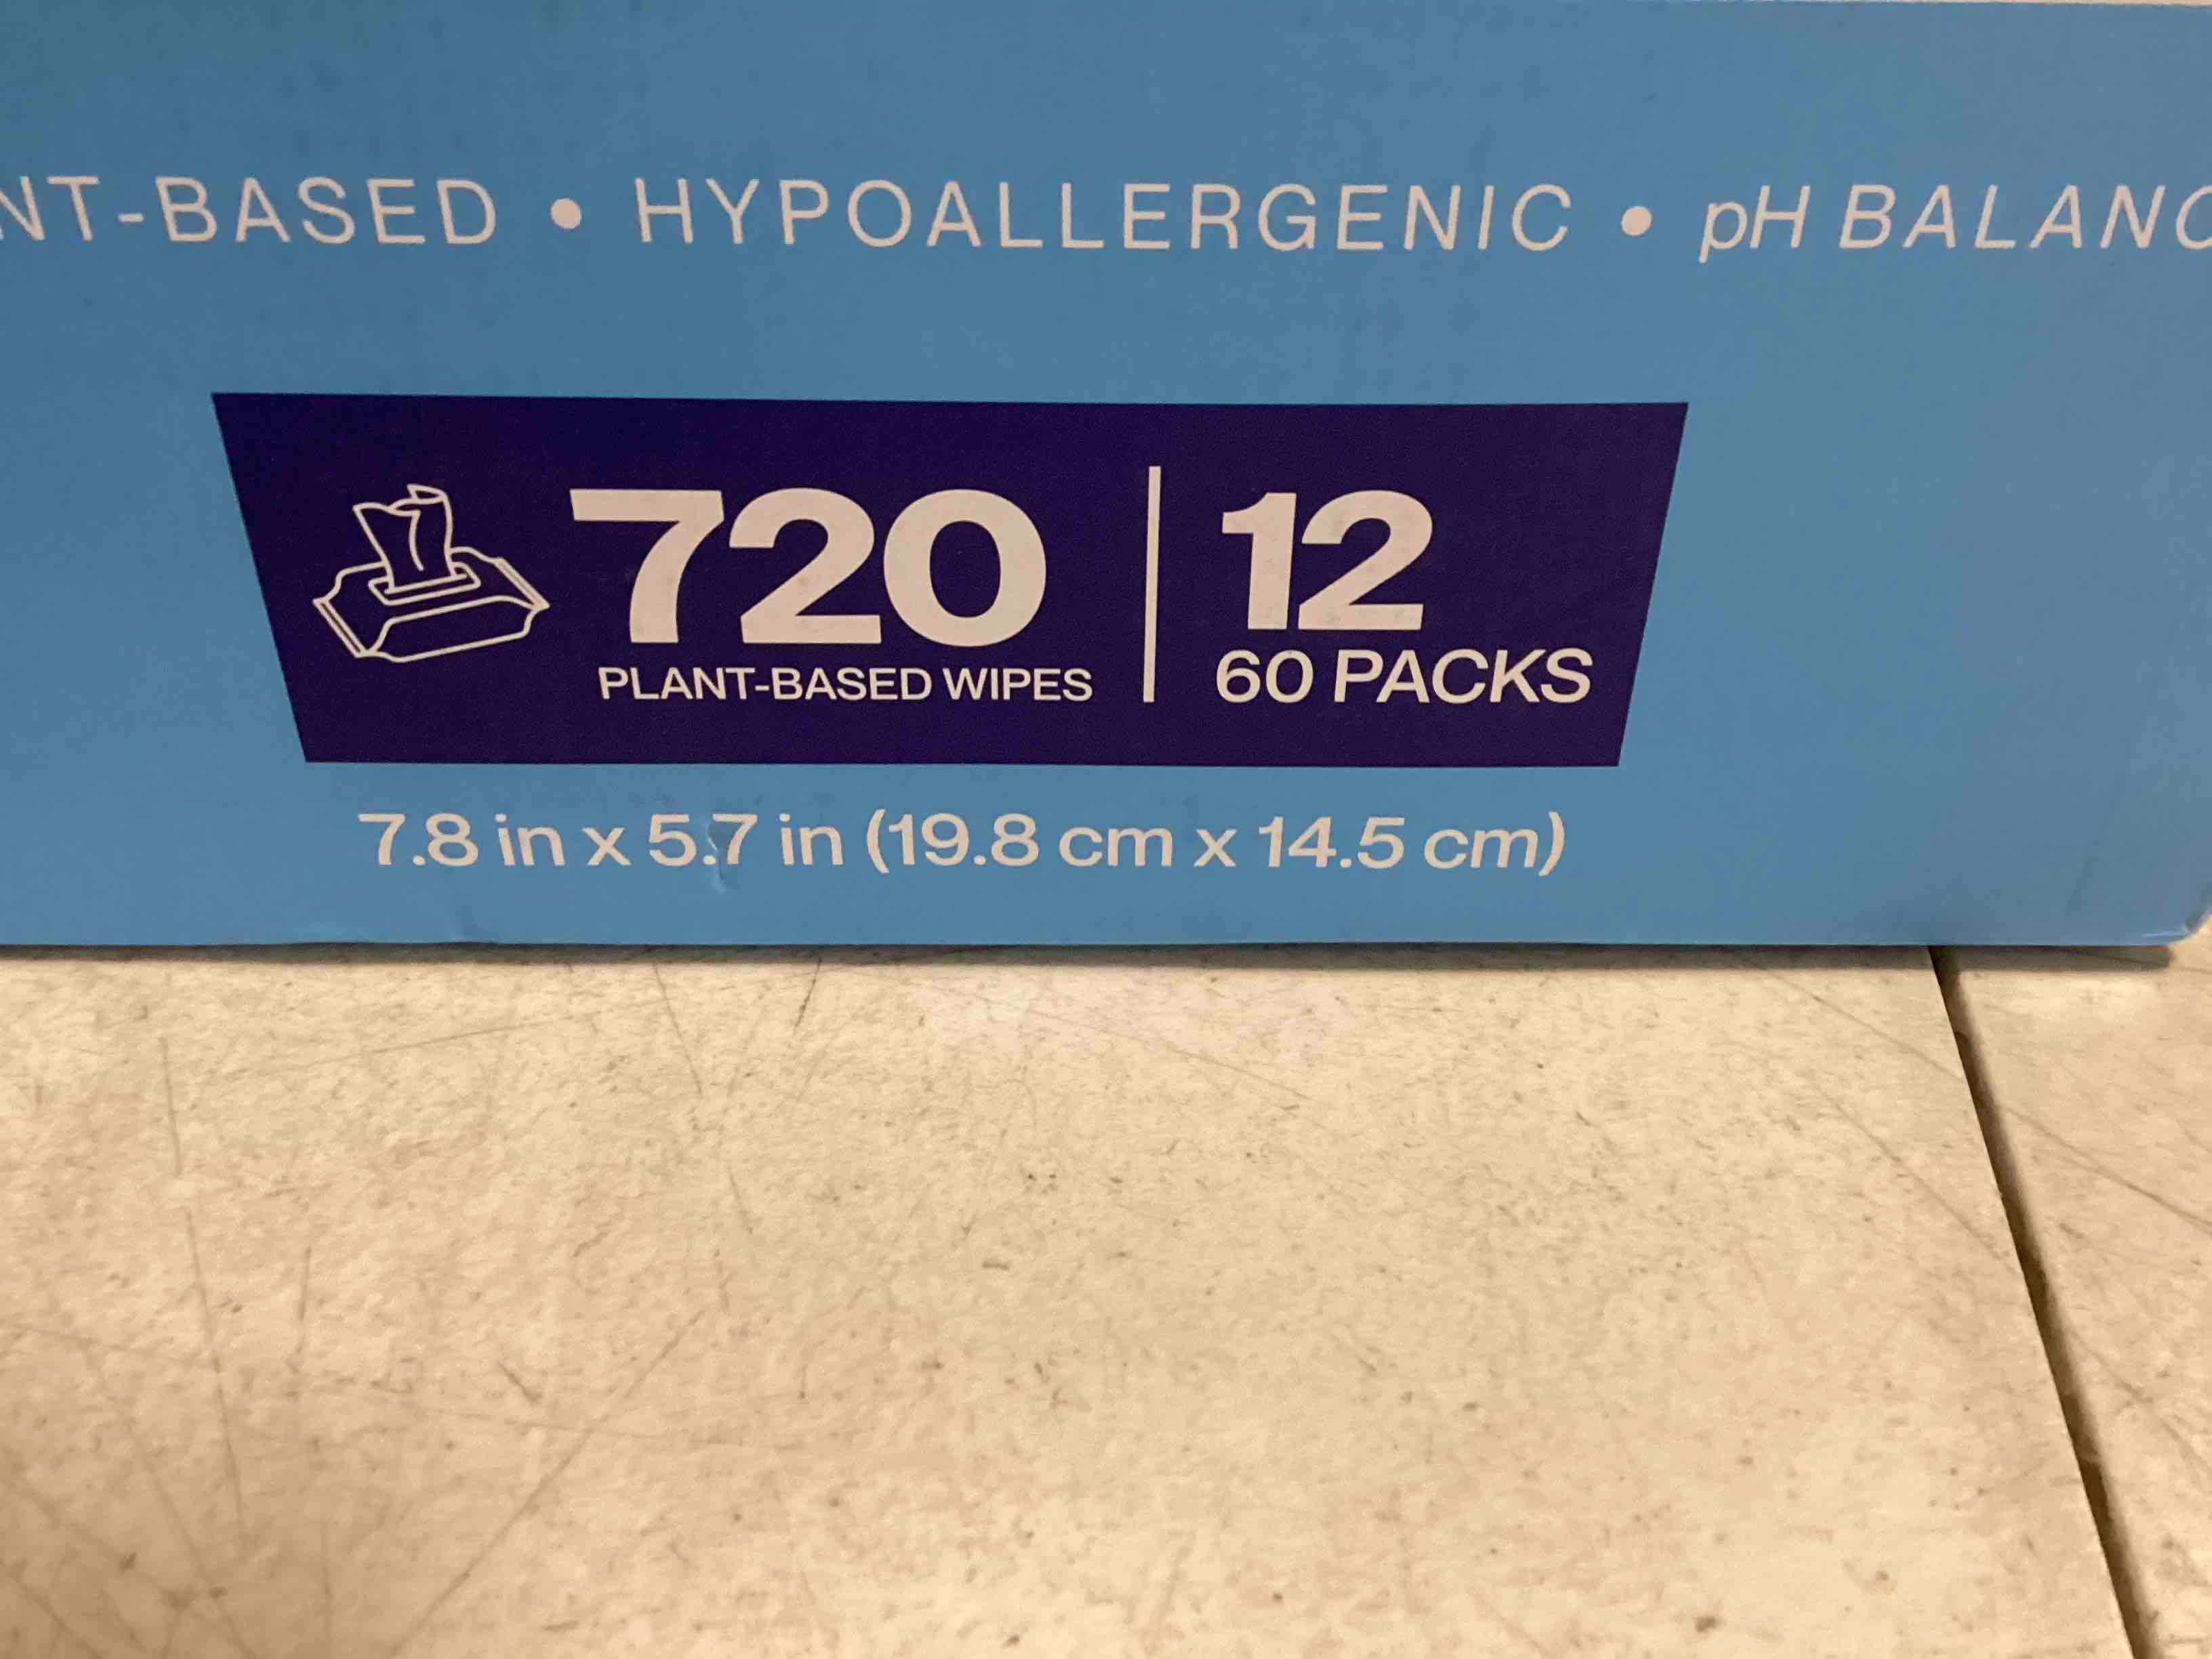 NT-BASED • HYPOALLERGENIC • pH BALANC
720 | 12
PLANT-BASED WIPES 60 PACKS
7.8 in x 5.7 in (19.8 cm x 14.5 cm)